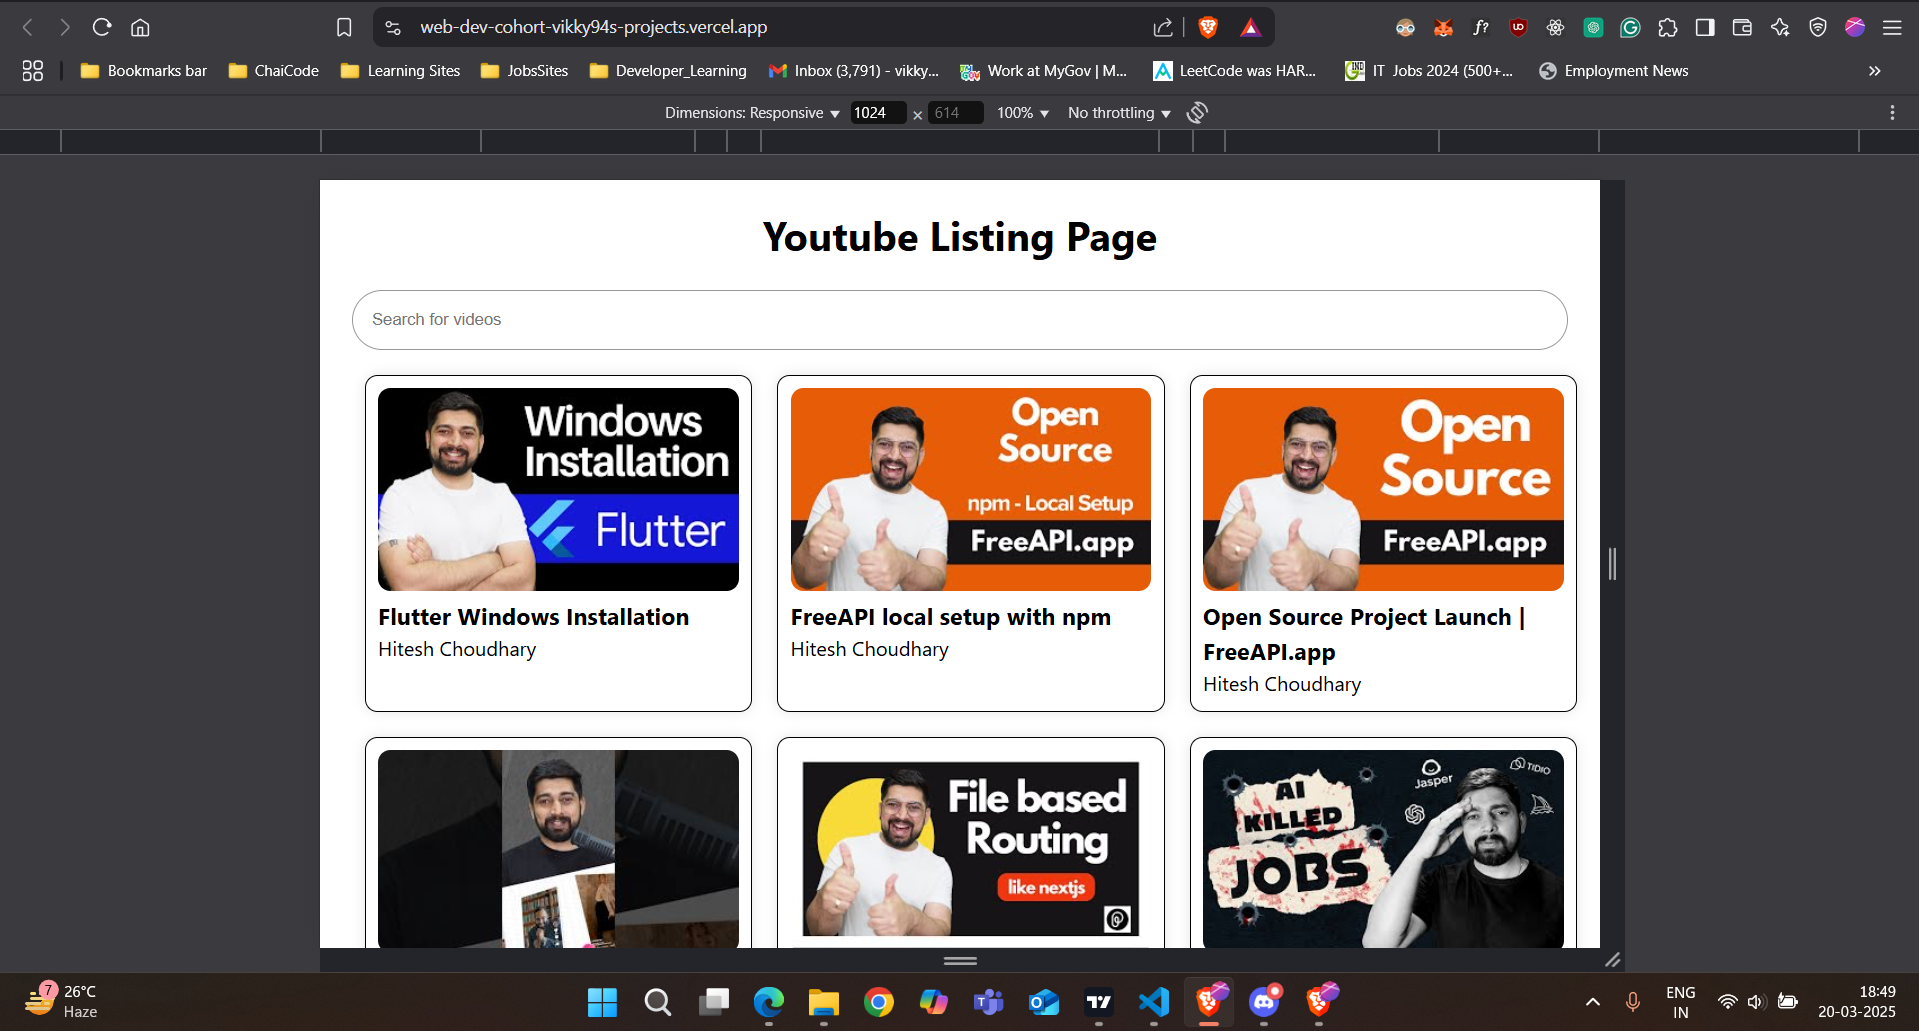 web-dev-cohort-vikky94s-projects.vercel.app
Bookmarks bar
ChaiCode
Learning Sites
JobsSites
Developer_Learning
Inbox (3,791) - vikky...
Work at MyGov | M...
LeetCode was HAR...
IT Jobs 2024 (500+...
Employment News
Dimensions: Responsive 1024 × 614 100% No throttling
Youtube Listing Page
Search for videos
Windows
Installation
Flutter
Flutter Windows Installation
Hitesh Choudhary
Open
Source
npm - Local Setup
FreeAPI.app
FreeAPI local setup with npm
Hitesh Choudhary
Open
Source
FreeAPI.app
Open Source Project Launch |
FreeAPI.app
Hitesh Choudhary
File based
Routing
like nextjs
AI
KILLED
JOBS
Jasper
TIDIO
7
26°C
Haze
ENG
IN
18:49
20-03-2025